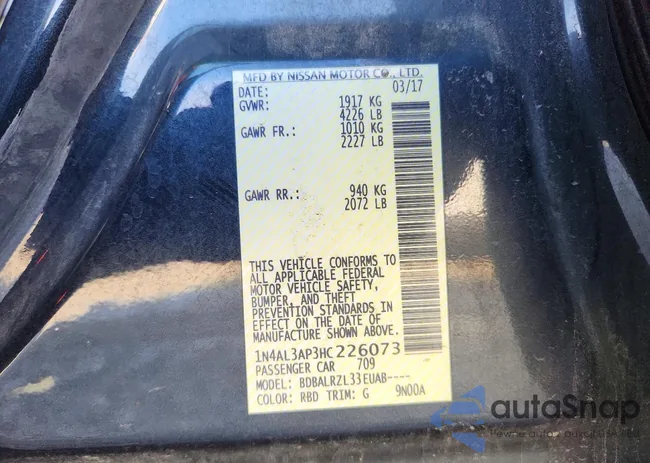 MFD BY NISSAN MOTOR CO., LTD.
DATE: 03/17
GVWR: 1917 KG
4226 LB
GAWR FR.: 1010 KG
2227 LB
GAWR RR.: 940 KG
2072 LB
THIS VEHICLE CONFORMS TO
ALL APPLICABLE FEDERAL
MOTOR VEHICLE SAFETY,
BUMPER, AND THEFT
PREVENTION STANDARDS IN
EFFECT ON THE DATE OF
MANUFACTURE SHOWN ABOVE.
1N4AL3AP3HC226073
PASSENGER CAR 709
MODEL: BDBALRZL33EUAB----
COLOR: RBD TRIM: G 9N00A
autoSnap